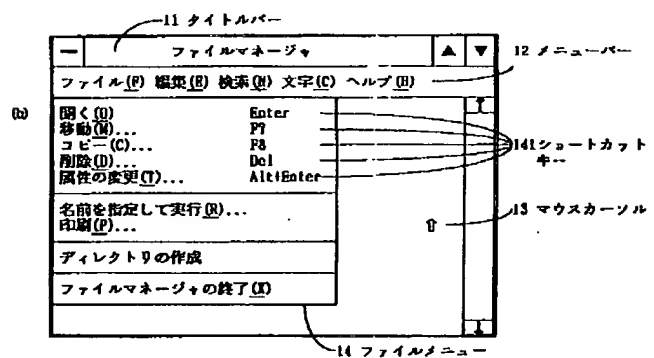 11 タイトルバー
ファイルマネージャ
12 メニューバー
ファイル(F) 編集(E) 検索(N) 文字(C) ヘルプ(H)
(b)
開く(O) Enter
移動(M)... F7
コピー(C)... F8
削除(D)... Del
属性の変更(T)... Alt+Enter
141ショートカットキー
名前を指定して実行(R)...
13 マウスカーソル
印刷(P)...
ディレクトリの作成
ファイルマネージャの終了(X)
14 ファイルメニュー